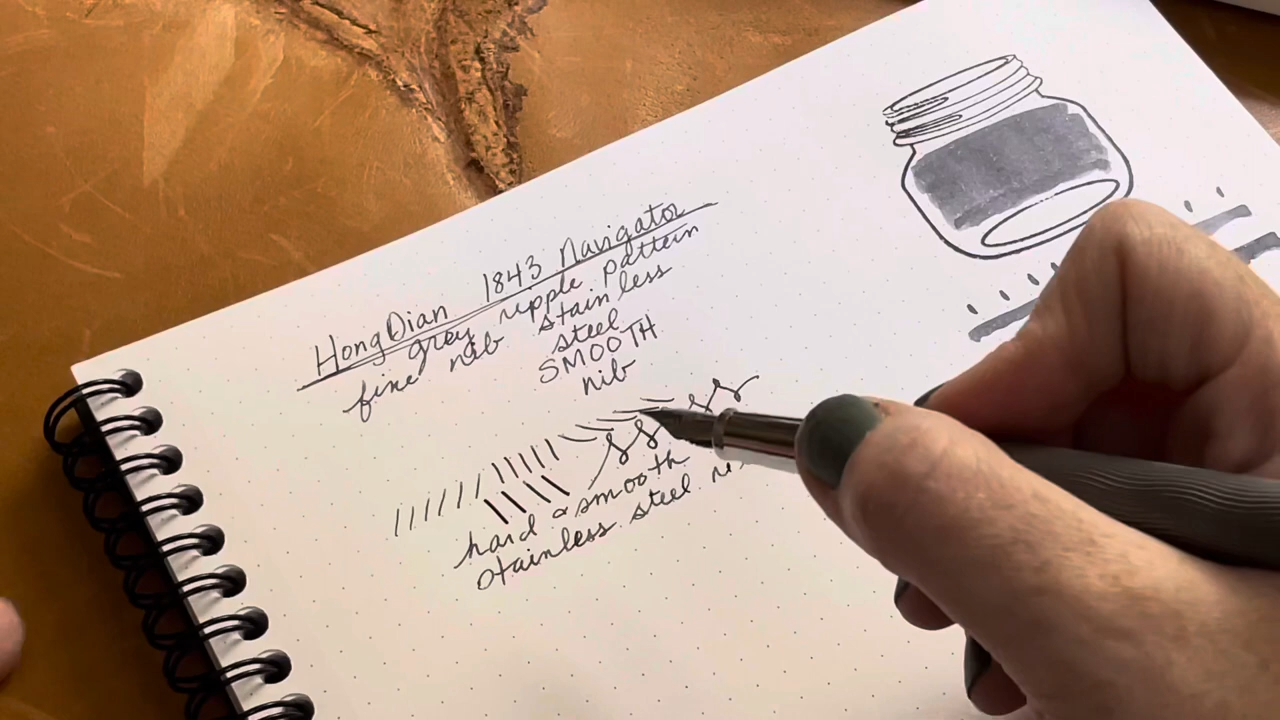 HongDian 1843 Navigator
grey ripple pattern
fine nib stainless
steel
SMOOTH
nib
hard & smooth
stainless steel